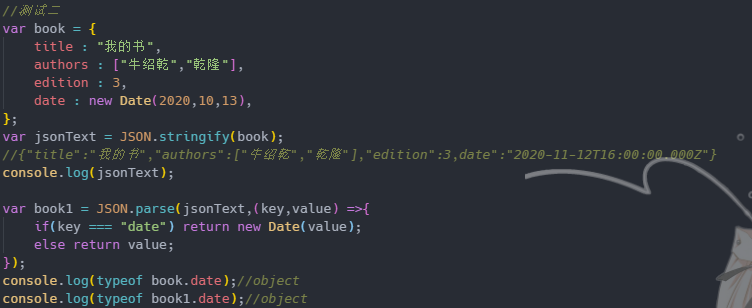 //测试二
var book = {
    title : "我的书",
    authors : ["牛绍乾","乾隆"],
    edition : 3,
    date : new Date(2020,10,13),
};
var jsonText = JSON.stringify(book);
//{"title":"我的书","authors":["牛绍乾","乾隆"],"edition":3,date":"2020-11-12T16:00:00.000Z"}
console.log(jsonText);

var book1 = JSON.parse(jsonText,(key,value) =>{
    if(key === "date") return new Date(value);
    else return value;
});
console.log(typeof book.date);//object
console.log(typeof book1.date);//object